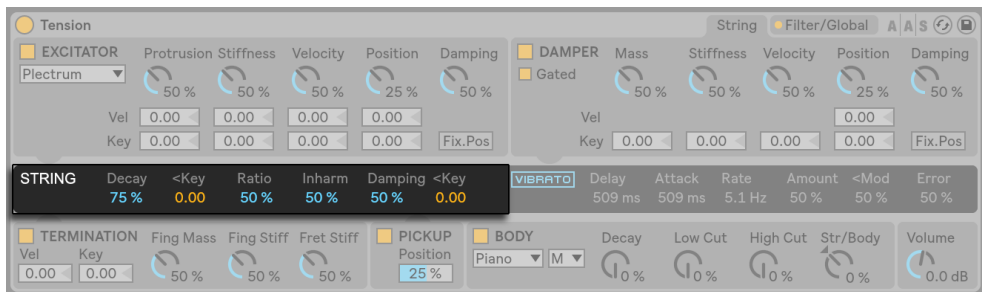 Tension String Filter/Global A A S
EXCITATOR Protrusion Stiffness Velocity Position Damping
Plectrum 50 % 50 % 50 % 25 % 50 %
Vel 0.00 0.00 0.00 0.00
Key 0.00 0.00 0.00 0.00 Fix.Pos
DAMPER Mass Stiffness Velocity Position Damping
Gated 50 % 50 % 50 % 25 % 50 %
Vel 0.00
Key 0.00 0.00 0.00 0.00 Fix.Pos
STRING Decay <Key Ratio Inharm Damping <Key
75 % 0.00 50 % 50 % 50 % 0.00
VIBRATO Delay Attack Rate Amount <Mod Error
509 ms 509 ms 5.1 Hz 50 % 50 % 50 %
TERMINATION Fing Mass Fing Stiff Fret Stiff
Vel Key
0.00 0.00 50 % 50 % 50 %
PICKUP
Position
25 %
BODY Decay Low Cut High Cut Str/Body
Piano M 0 % 0 % 0 % 0 %
Volume
0.0 dB